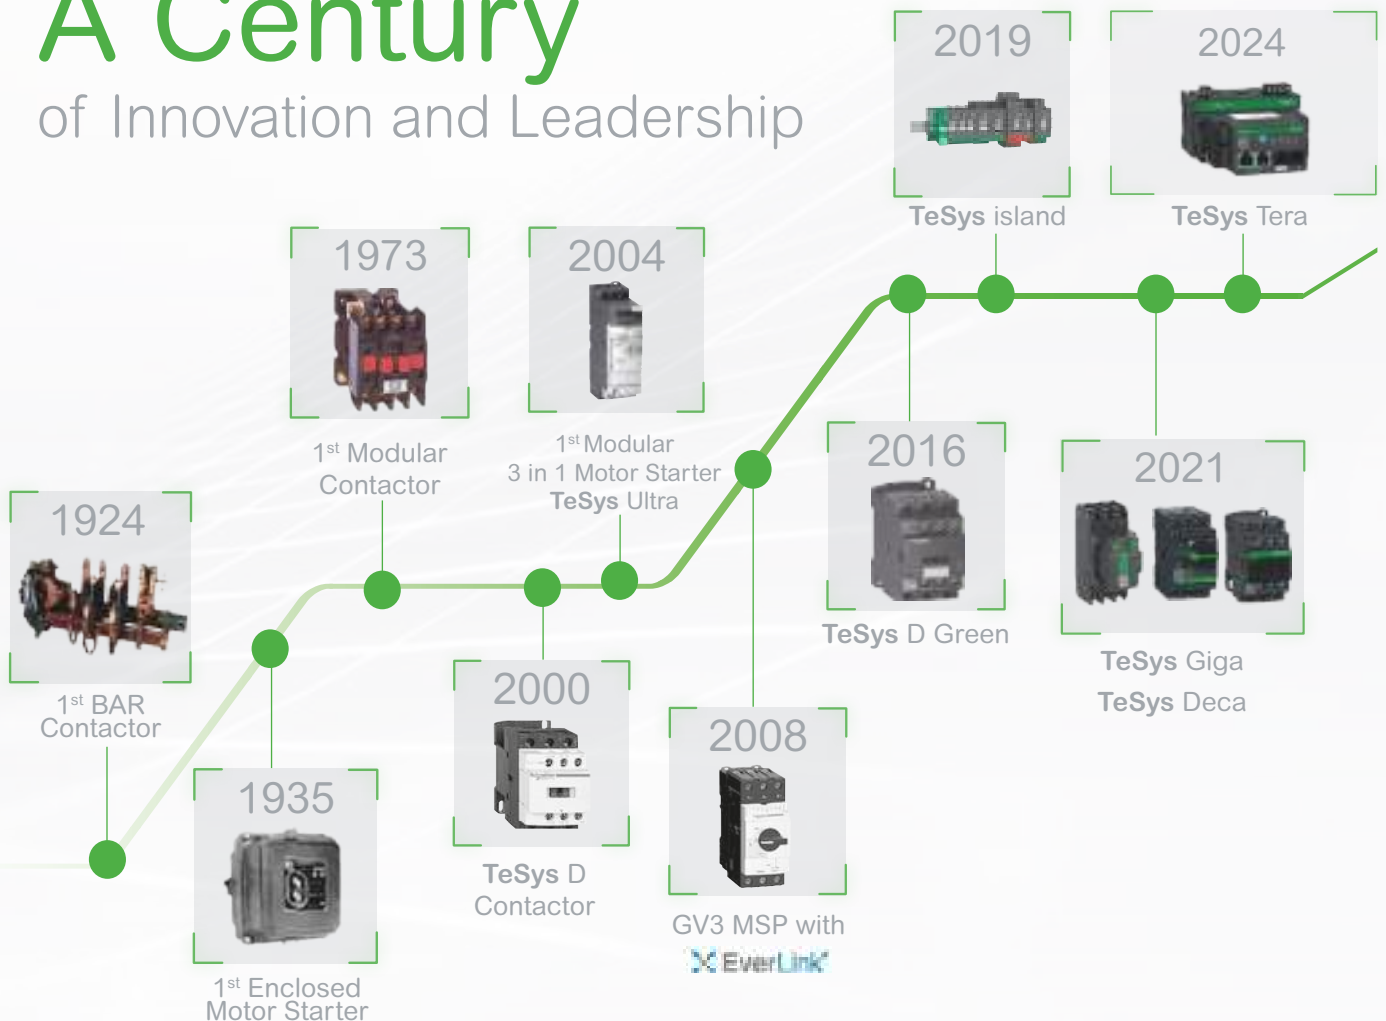 A Century
of Innovation and Leadership
1924
1st BAR
Contactor
1935
1st Enclosed
Motor Starter
1973
1st Modular
Contactor
2000
TeSys D
Contactor
2004
1st Modular
3 in 1 Motor Starter
TeSys Ultra
2008
GV3 MSP with
EverLink
2016
TeSys D Green
2019
TeSys island
2021
TeSys Giga
TeSys Deca
2024
TeSys Tera